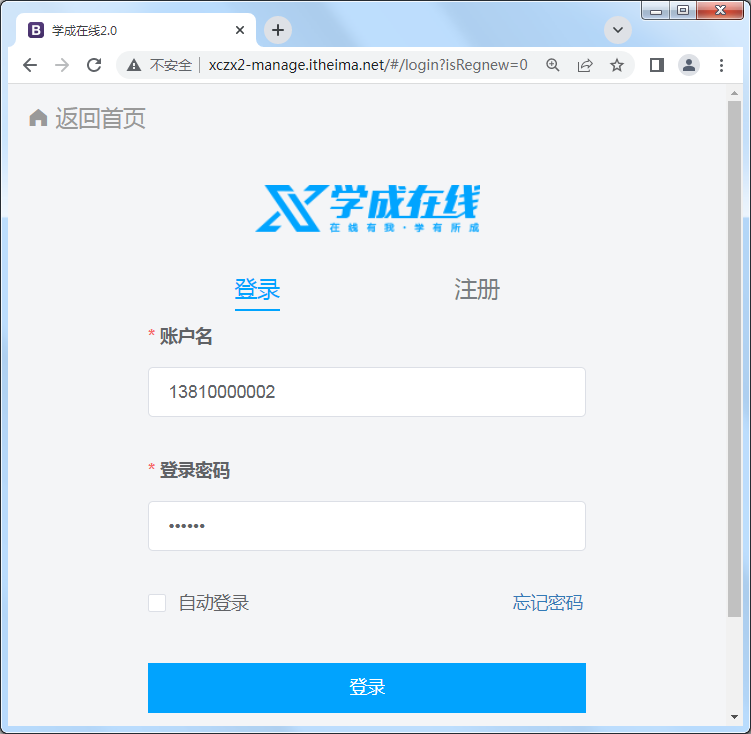 学成在线2.0
不安全 xczx2-manage.itheima.net/#/login?isRegnew=0
返回首页
学成在线
在线有我·学有所成
登录 注册
* 账户名
13810000002
* 登录密码
••••••
自动登录 忘记密码
登录